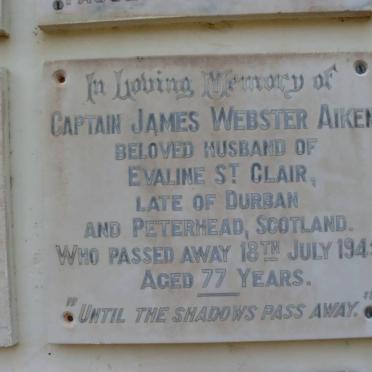 In Loving Memory of
CAPTAIN JAMES WEBSTER AIKEN
BELOVED HUSBAND OF
EVALINE ST CLAIR,
LATE OF DURBAN
AND PETERHEAD, SCOTLAND.
WHO PASSED AWAY 18TH JULY
AGED 77 YEARS.
"UNTIL THE SHADOWS PASS AWAY."